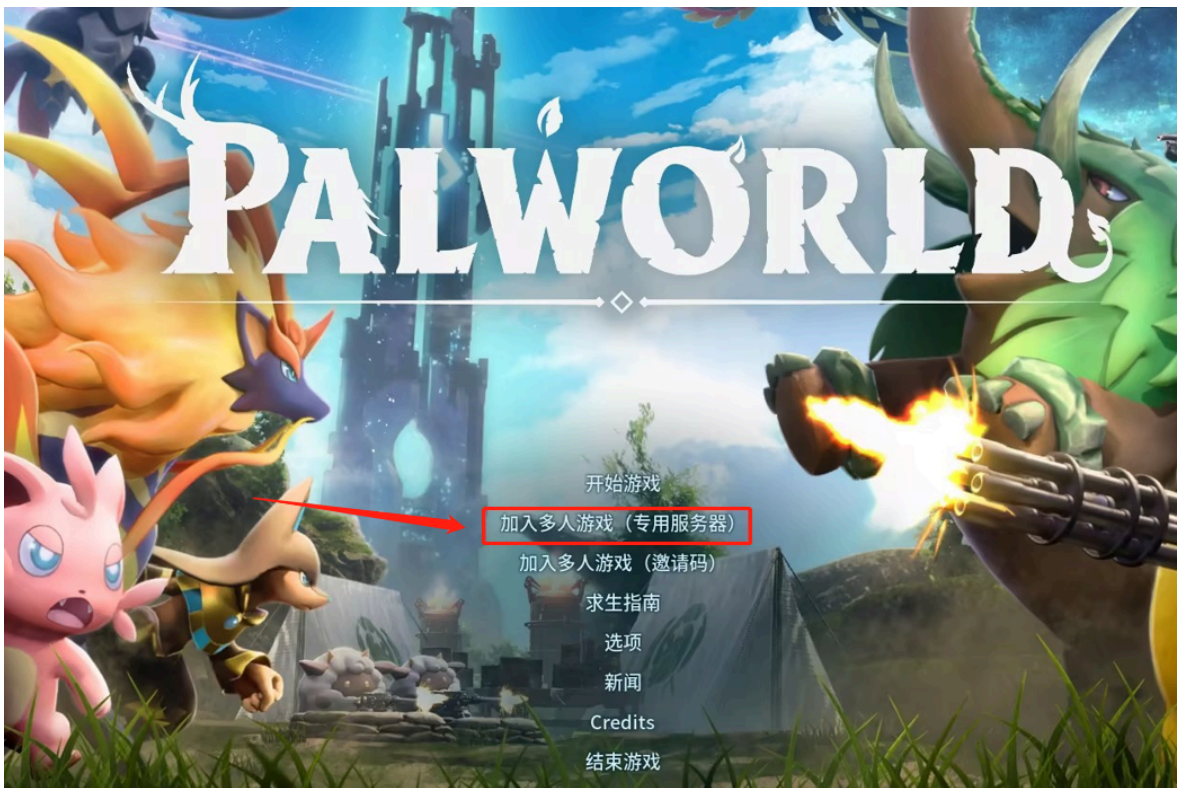 PALWORLD
开始游戏
加入多人游戏（专用服务器）
加入多人游戏（邀请码）
求生指南
选项
新闻
Credits
结束游戏